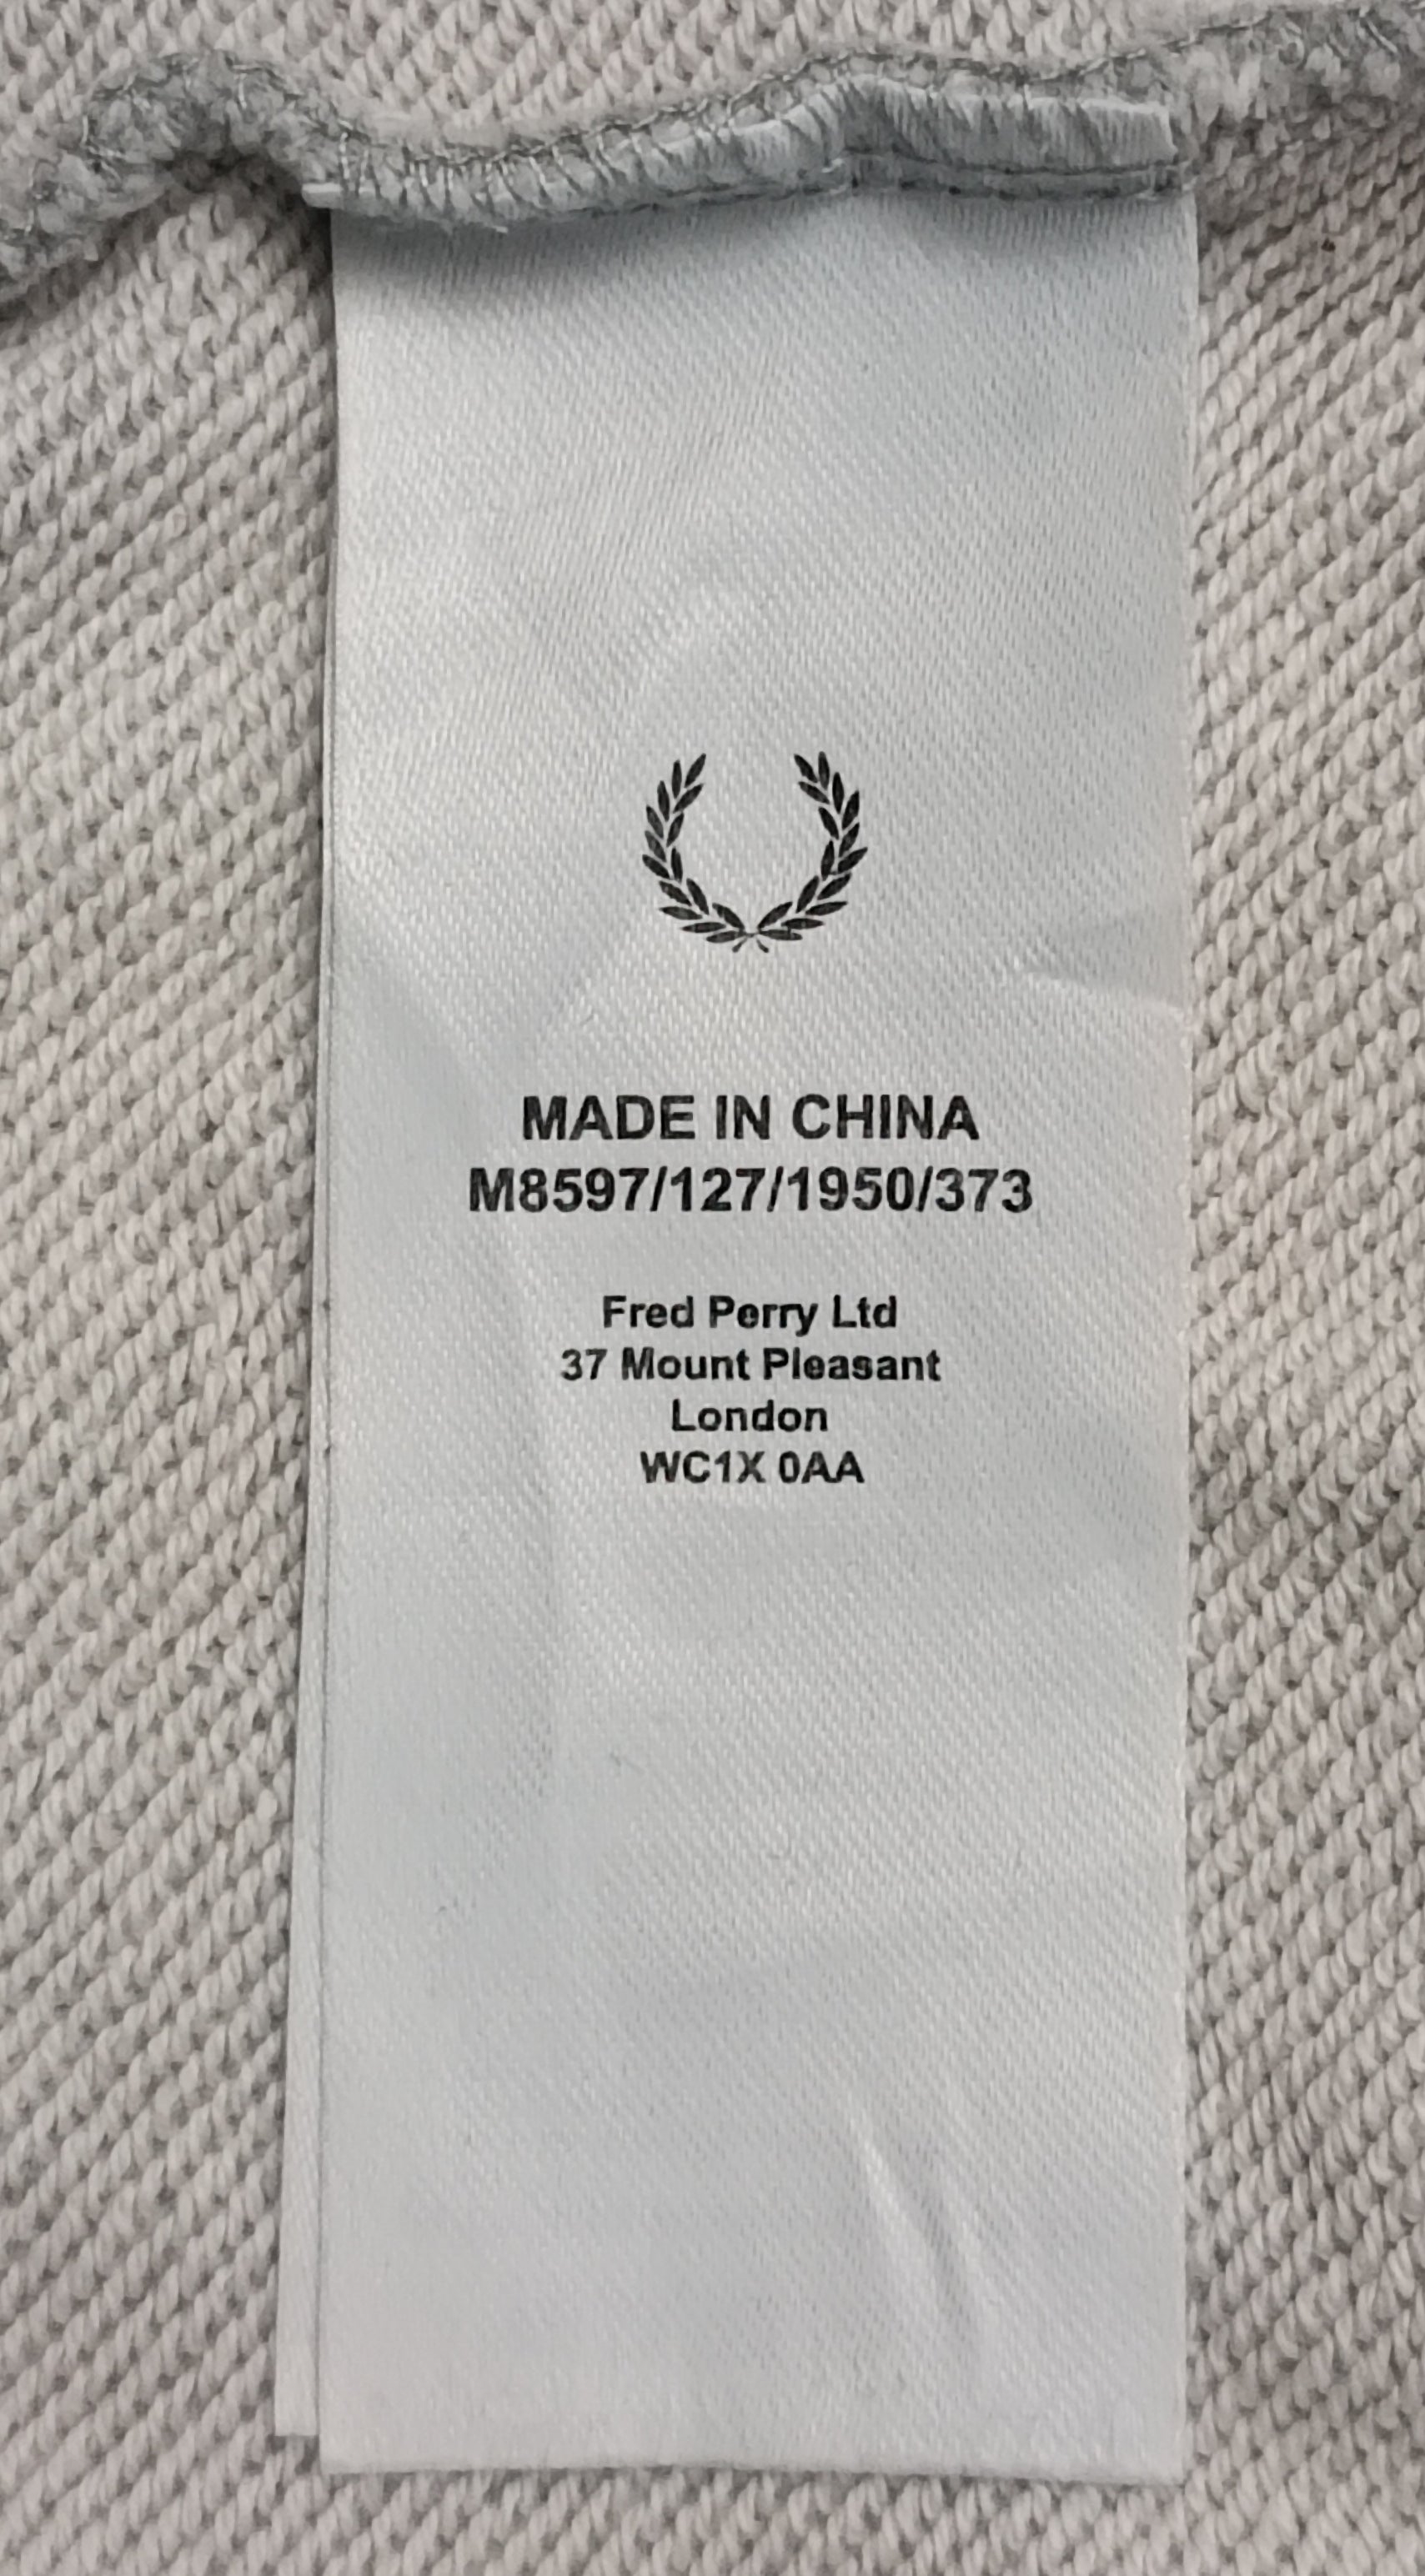 MADE IN CHINA
M8597/127/1950/373
Fred Perry Ltd
37 Mount Pleasant
London
WC1X 0AA